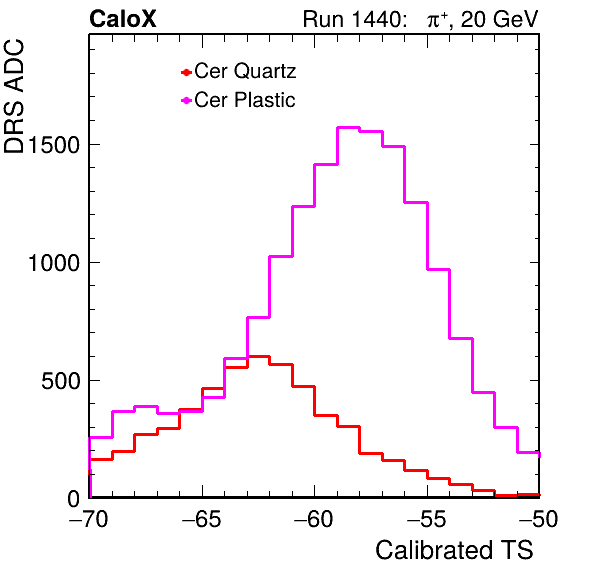 CaloX Run 1440: π⁺, 20 GeV
Cer Quartz
Cer Plastic
DRS ADC
1500
1000
500
0
−70 −65 −60 −55 −50
Calibrated TS